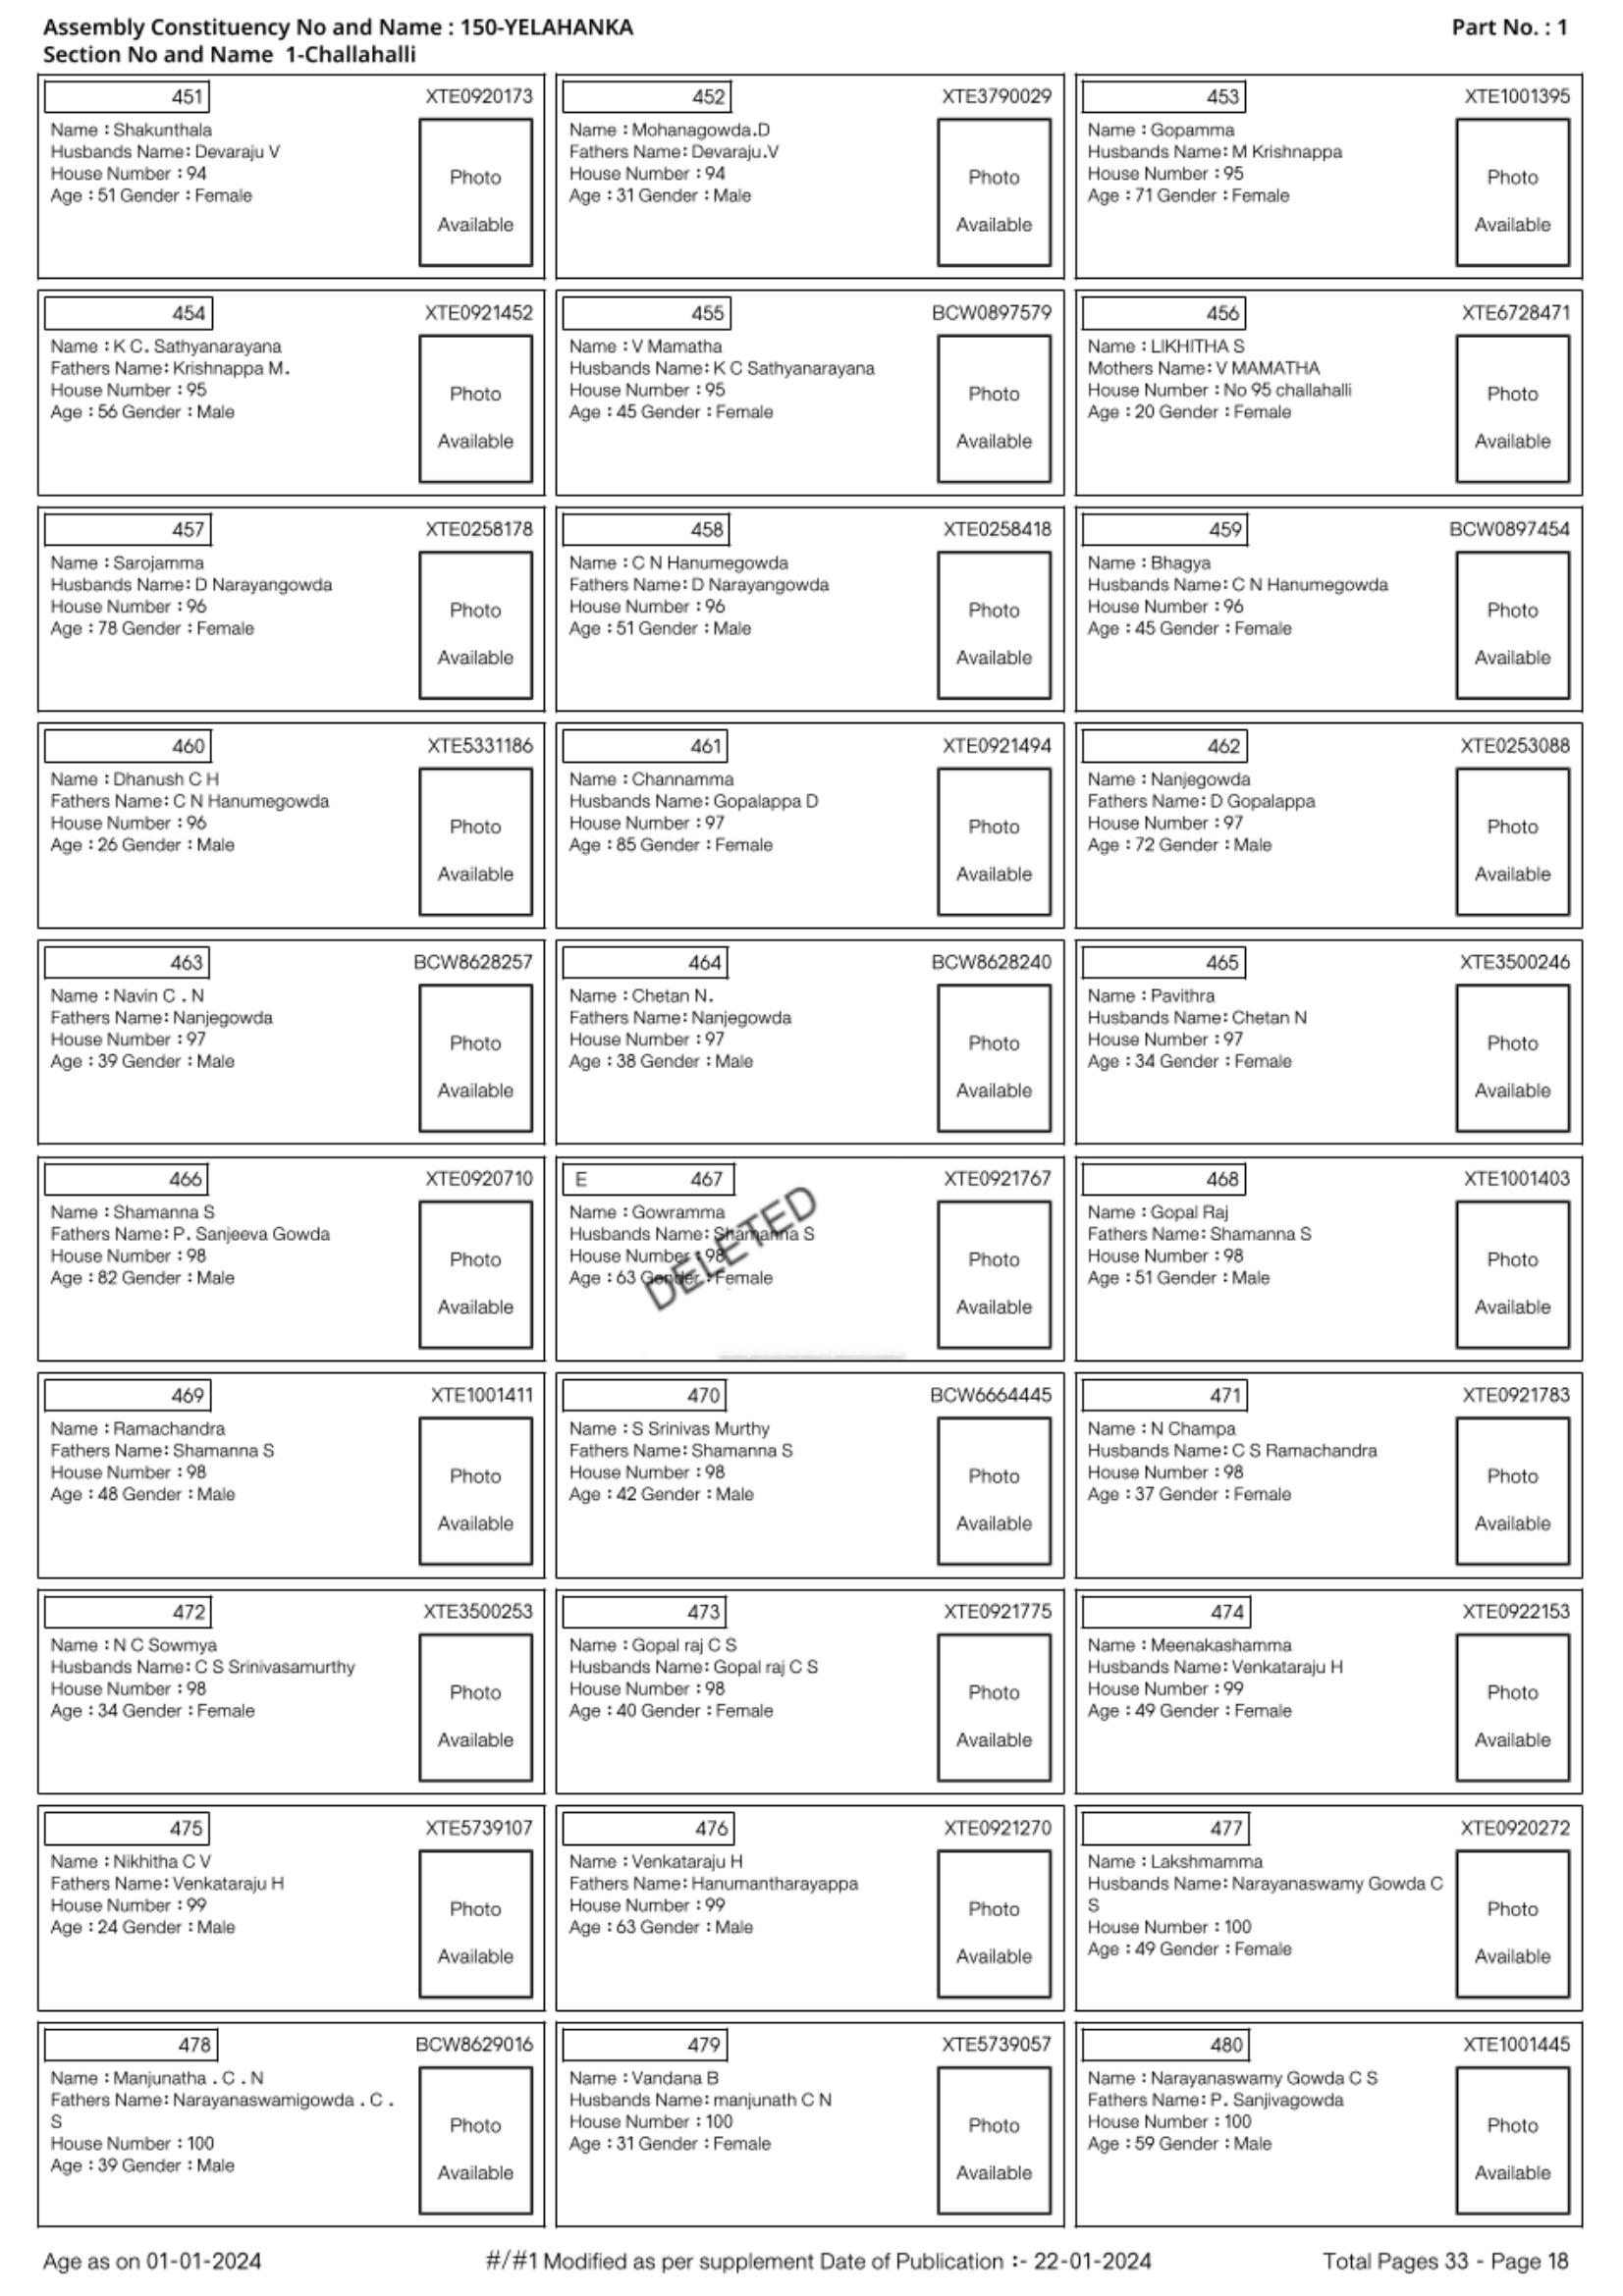 Assembly Constituency No and Name : 150-YELAHANKA
Part No. : 1
Section No and Name 1-Challahalli
451
XTE0920173
Name : Shakunthala
Husbands Name: Devaraju V
House Number : 94
Age : 51 Gender : Female
Photo
Available
452
XTE3790029
Name : Mohanagowda.D
Fathers Name: Devaraju.V
House Number : 94
Age : 31 Gender : Male
Photo
Available
453
XTE1001395
Name : Gopamma
Husbands Name: M Krishnappa
House Number : 95
Age : 71 Gender : Female
Photo
Available
454
XTE0921452
Name : K C. Sathyanarayana
Fathers Name: Krishnappa M.
House Number : 95
Age : 56 Gender : Male
Photo
Available
455
BCW0897579
Name : V Mamatha
Husbands Name: K C Sathyanarayana
House Number : 95
Age : 45 Gender : Female
Photo
Available
456
XTE6728471
Name : LIKHITHA S
Mothers Name: V MAMATHA
House Number : No 95 challahalli
Age : 20 Gender : Female
Photo
Available
457
XTE0258178
Name : Sarojamma
Husbands Name: D Narayangowda
House Number : 96
Age : 78 Gender : Female
Photo
Available
458
XTE0258418
Name : C N Hanumegowda
Fathers Name: D Narayangowda
House Number : 96
Age : 51 Gender : Male
Photo
Available
459
BCW0897454
Name : Bhagya
Husbands Name: C N Hanumegowda
House Number : 96
Age : 45 Gender : Female
Photo
Available
460
XTE5331186
Name : Dhanush C H
Fathers Name: C N Hanumegowda
House Number : 96
Age : 26 Gender : Male
Photo
Available
461
XTE0921494
Name : Channamma
Husbands Name: Gopalappa D
House Number : 97
Age : 85 Gender : Female
Photo
Available
462
XTE0253088
Name : Nanjegowda
Fathers Name: D Gopalappa
House Number : 97
Age : 72 Gender : Male
Photo
Available
463
BCW8628257
Name : Navin C . N
Fathers Name: Nanjegowda
House Number : 97
Age : 39 Gender : Male
Photo
Available
464
BCW8628240
Name : Chetan N.
Fathers Name: Nanjegowda
House Number : 97
Age : 38 Gender : Male
Photo
Available
465
XTE3500246
Name : Pavithra
Husbands Name: Chetan N
House Number : 97
Age : 34 Gender : Female
Photo
Available
466
XTE0920710
Name : Shamanna S
Fathers Name: P. Sanjeeva Gowda
House Number : 98
Age : 82 Gender : Male
Photo
Available
E 467
XTE0921767
Name : Gowramma
Husbands Name: Shamanna S
House Number : 98
Age : 63 Gender : Female
DELETED
Photo
Available
468
XTE1001403
Name : Gopal Raj
Fathers Name: Shamanna S
House Number : 98
Age : 51 Gender : Male
Photo
Available
469
XTE1001411
Name : Ramachandra
Fathers Name: Shamanna S
House Number : 98
Age : 48 Gender : Male
Photo
Available
470
BCW6664445
Name : S Srinivas Murthy
Fathers Name: Shamanna S
House Number : 98
Age : 42 Gender : Male
Photo
Available
471
XTE0921783
Name : N Champa
Husbands Name: C S Ramachandra
House Number : 98
Age : 37 Gender : Female
Photo
Available
472
XTE3500253
Name : N C Sowmya
Husbands Name: C S Srinivasamurthy
House Number : 98
Age : 34 Gender : Female
Photo
Available
473
XTE0921775
Name : Gopal raj C S
Husbands Name: Gopal raj C S
House Number : 98
Age : 40 Gender : Female
Photo
Available
474
XTE0922153
Name : Meenakashamma
Husbands Name: Venkataraju H
House Number : 99
Age : 49 Gender : Female
Photo
Available
475
XTE5739107
Name : Nikhitha C V
Fathers Name: Venkataraju H
House Number : 99
Age : 24 Gender : Male
Photo
Available
476
XTE0921270
Name : Venkataraju H
Fathers Name: Hanumantharayappa
House Number : 99
Age : 63 Gender : Male
Photo
Available
477
XTE0920272
Name : Lakshmamma
Husbands Name: Narayanaswamy Gowda C
S
House Number : 100
Age : 49 Gender : Female
Photo
Available
478
BCW8629016
Name : Manjunatha . C . N
Fathers Name: Narayanaswamigowda . C .
S
House Number : 100
Age : 39 Gender : Male
Photo
Available
479
XTE5739057
Name : Vandana B
Husbands Name: manjunath C N
House Number : 100
Age : 31 Gender : Female
Photo
Available
480
XTE1001445
Name : Narayanaswamy Gowda C S
Fathers Name: P. Sanjivagowda
House Number : 100
Age : 59 Gender : Male
Photo
Available
Age as on 01-01-2024
#/#1 Modified as per supplement Date of Publication :- 22-01-2024
Total Pages 33 - Page 18